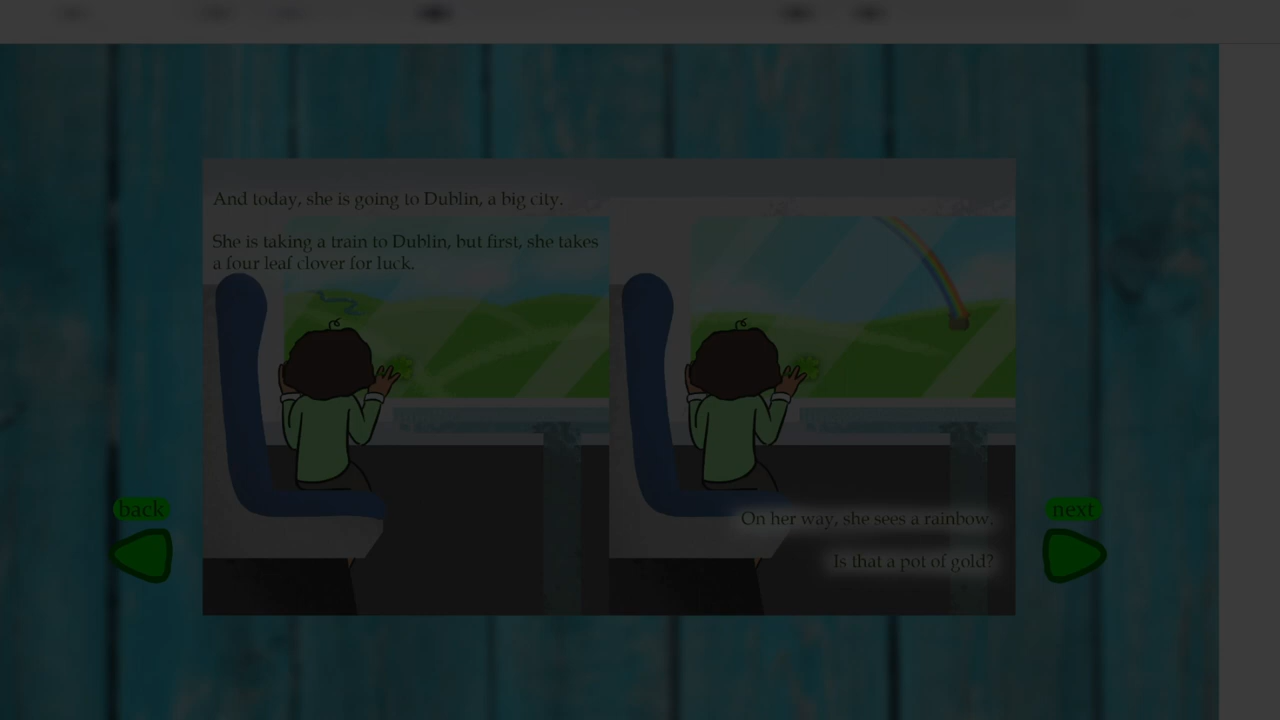 And today, she is going to Dublin, a big city.
She is taking a train to Dublin, but first, she takes
a four leaf clover for luck.
On her way, she sees a rainbow.
Is that a pot of gold?
back
next